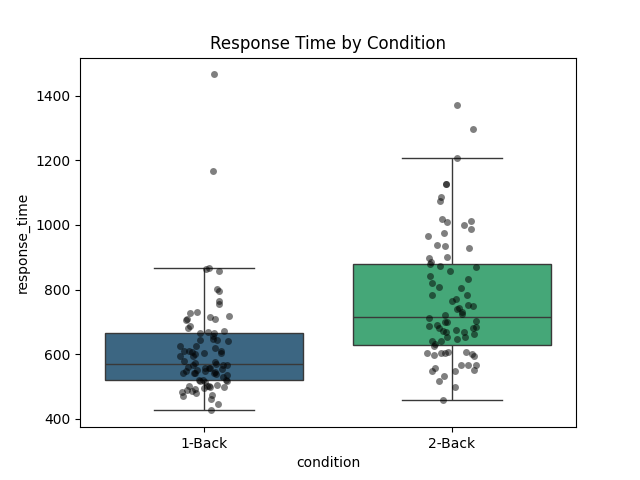 Response Time by Condition
response_time
1400
1200
1000
800
600
400
1-Back
2-Back
condition